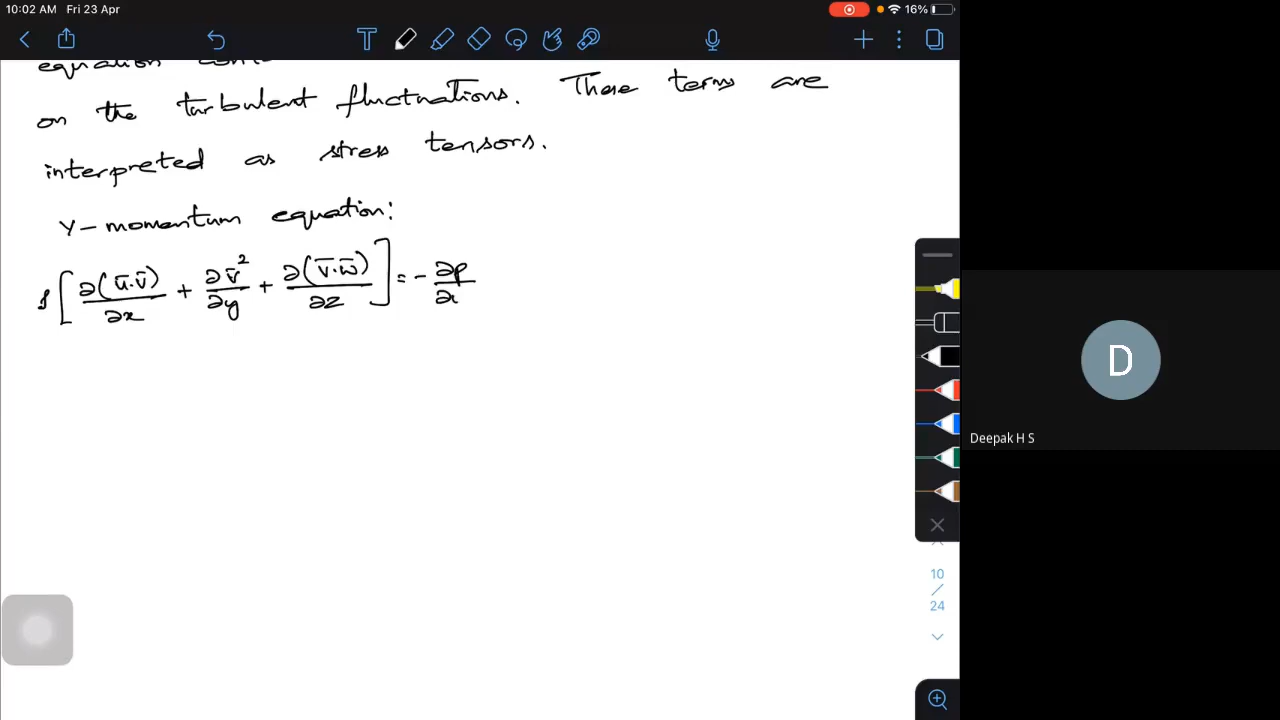 10:02 AM Fri 23 Apr
16%
equation
on the turbulent fluctuations. These terms are
interpreted as stress tensors.
Y-momentum equation:
ρ[∂(ū.v̄)/∂x + ∂v̄²/∂y + ∂(v̄.w̄)/∂z] = -∂p/∂
10
/
24
D
Deepak H S